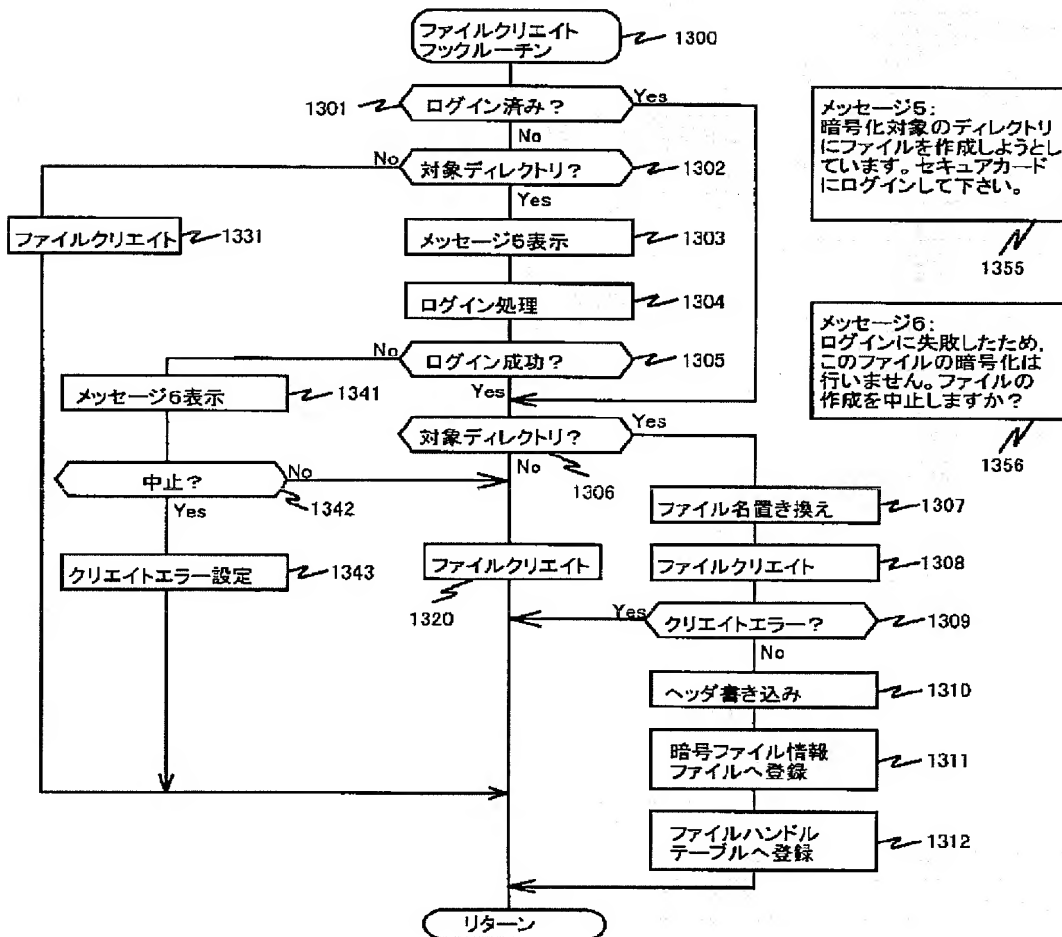 ファイルクリエイト
フックルーチン
1300
1301
ログイン済み？
Yes
No
No
対象ディレクトリ？
1302
Yes
ファイルクリエイト
1331
メッセージ5表示
1303
ログイン処理
1304
No
ログイン成功？
1305
Yes
メッセージ6表示
1341
対象ディレクトリ？
Yes
No
1306
中止？
No
1342
Yes
ファイル名置き換え
1307
クリエイトエラー設定
1343
ファイルクリエイト
1320
ファイルクリエイト
1308
Yes
クリエイトエラー？
1309
No
ヘッダ書き込み
1310
暗号ファイル情報
ファイルへ登録
1311
ファイルハンドル
テーブルへ登録
1312
リターン
メッセージ5：
暗号化対象のディレクトリ
にファイルを作成しようとし
ています。セキュアカード
にログインして下さい。
1355
メッセージ6：
ログインに失敗したため、
このファイルの暗号化は
行いません。ファイルの
作成を中止しますか？
1356